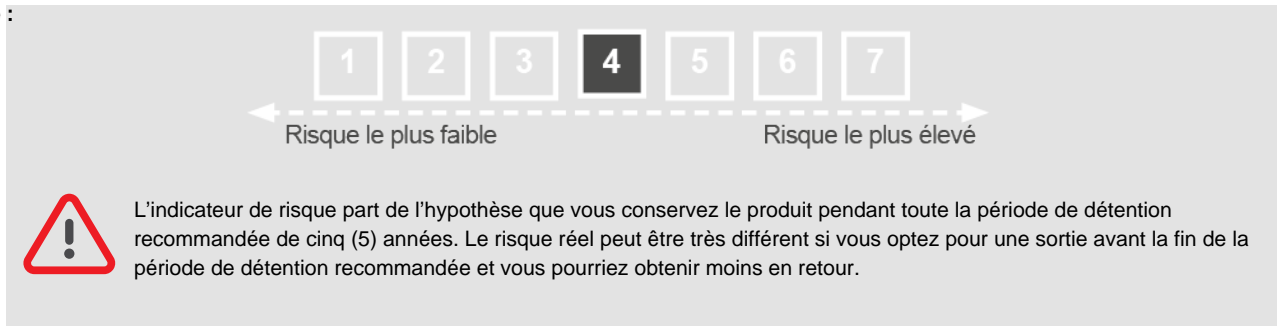 :
1 2 3 4 5 6 7
Risque le plus faible Risque le plus élevé
L'indicateur de risque part de l'hypothèse que vous conservez le produit pendant toute la période de détention
recommandée de cinq (5) années. Le risque réel peut être très différent si vous optez pour une sortie avant la fin de la
période de détention recommandée et vous pourriez obtenir moins en retour.